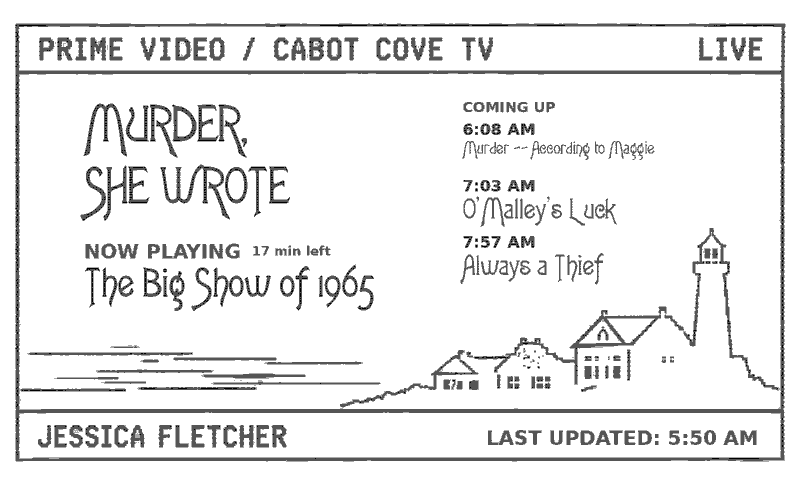 PRIME VIDEO / CABOT COVE TV
LIVE
MURDER,
SHE WROTE
NOW PLAYING 17 min left
The Big Show of 1965
COMING UP
6:08 AM
Murder -- According to Maggie
7:03 AM
O'Malley's Luck
7:57 AM
Always a Thief
JESSICA FLETCHER
LAST UPDATED: 5:50 AM